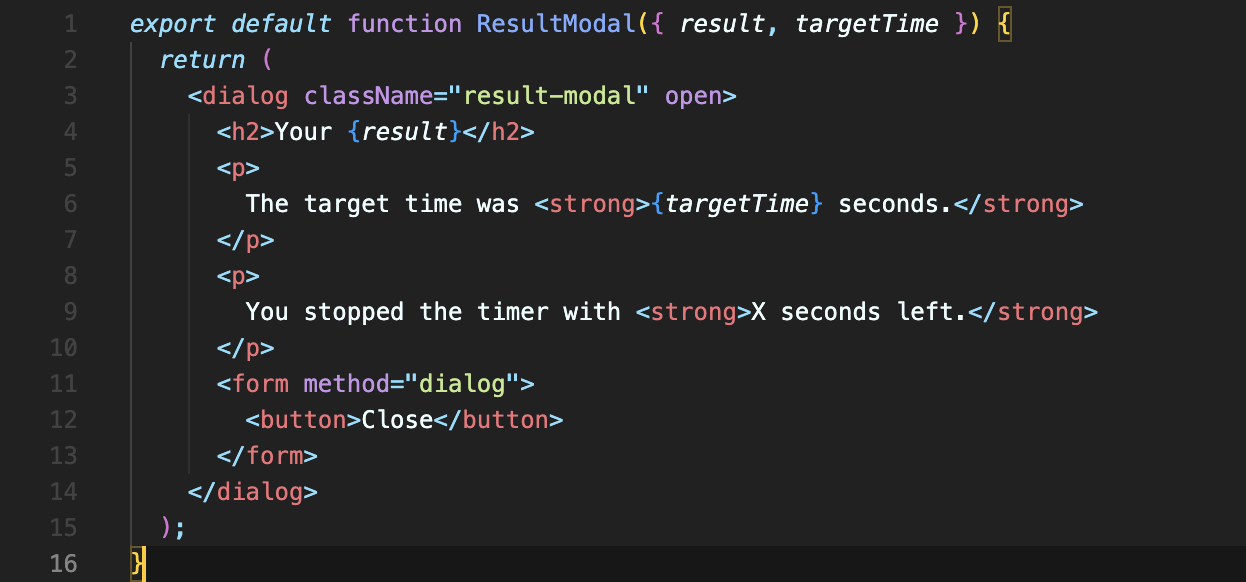 1 export default function ResultModal({ result, targetTime }) {
2   return (
3     <dialog className="result-modal" open>
4       <h2>Your {result}</h2>
5       <p>
6         The target time was <strong>{targetTime} seconds.</strong>
7       </p>
8       <p>
9         You stopped the timer with <strong>X seconds left.</strong>
10       </p>
11       <form method="dialog">
12         <button>Close</button>
13       </form>
14     </dialog>
15   );
16 }